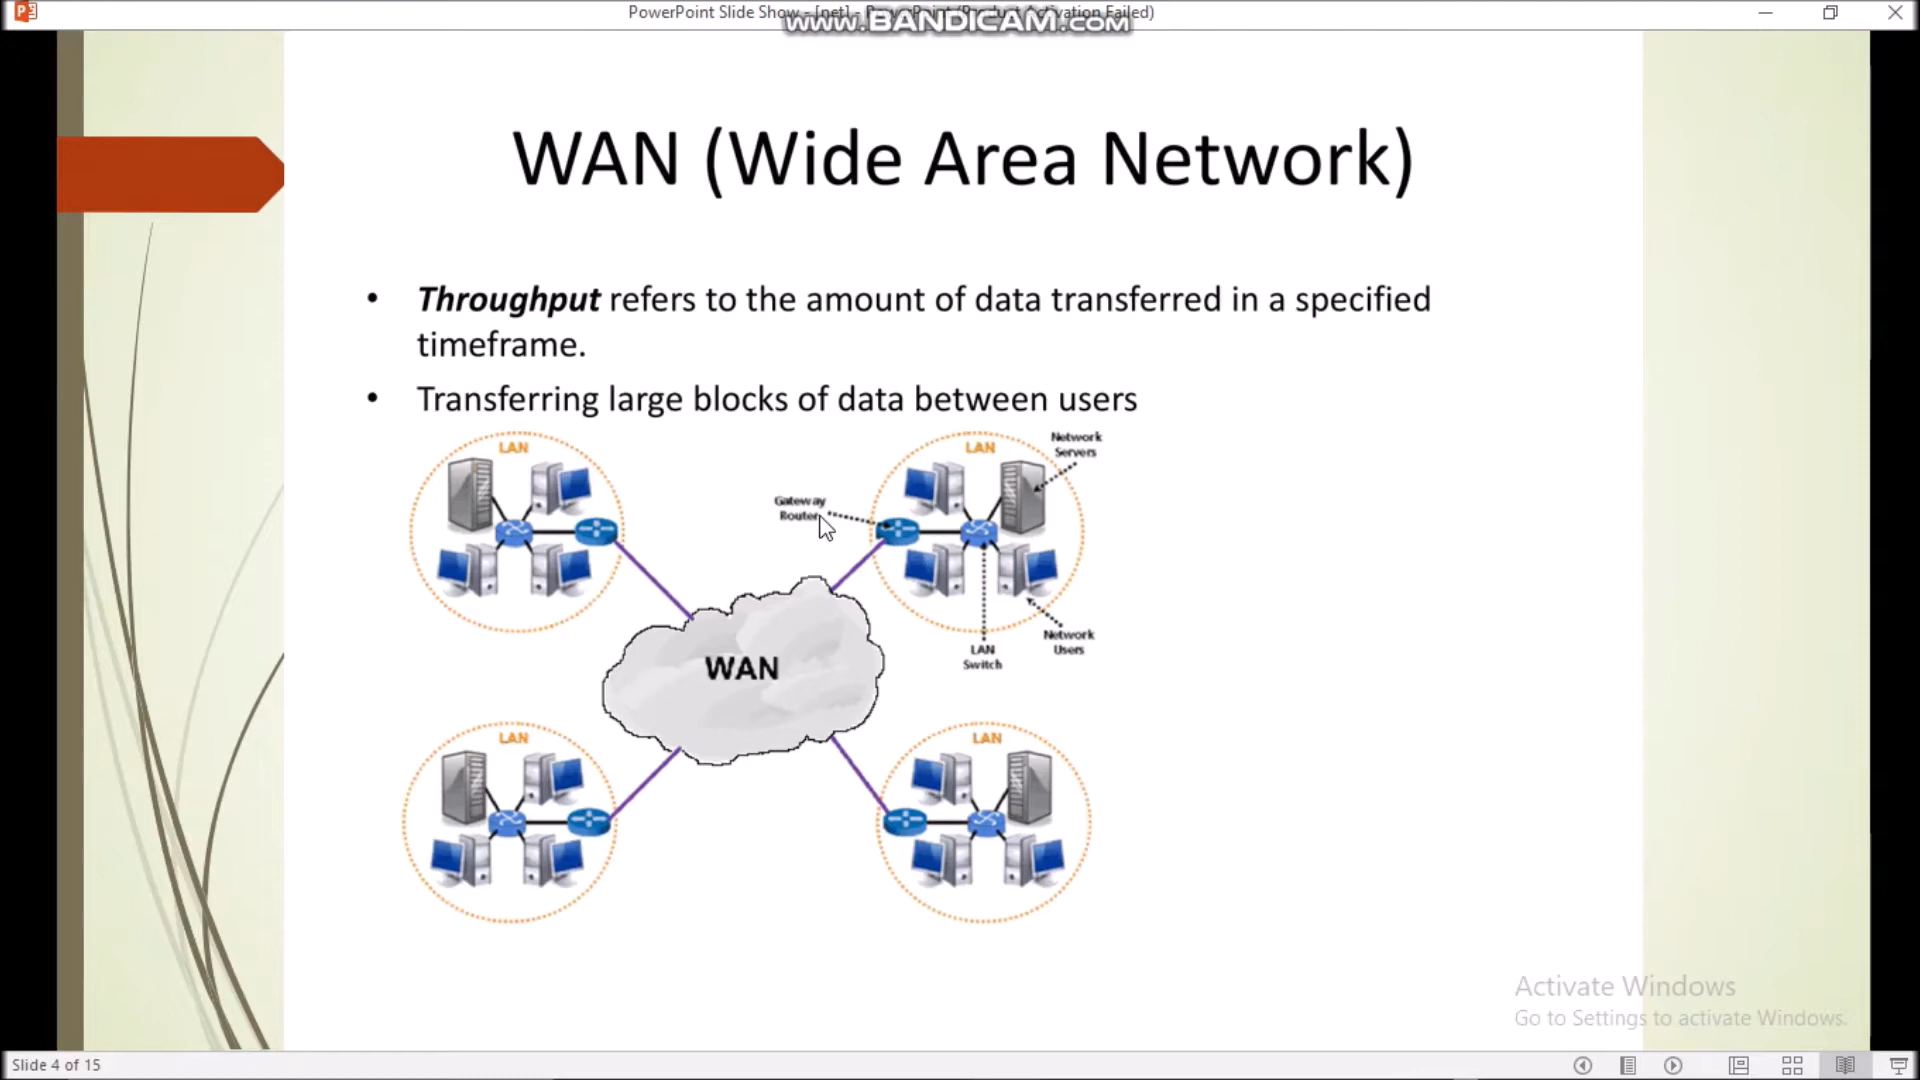 PowerPoint Slide Show - [net] - PowerPoint (Product Activation Failed)
www.BANDICAM.com
WAN (Wide Area Network)
• Throughput refers to the amount of data transferred in a specified
timeframe.
• Transferring large blocks of data between users
LAN
LAN
Network
Servers
Gateway
Router
WAN
LAN
Switch
Network
Users
LAN
LAN
Activate Windows
Go to Settings to activate Windows.
Slide 4 of 15